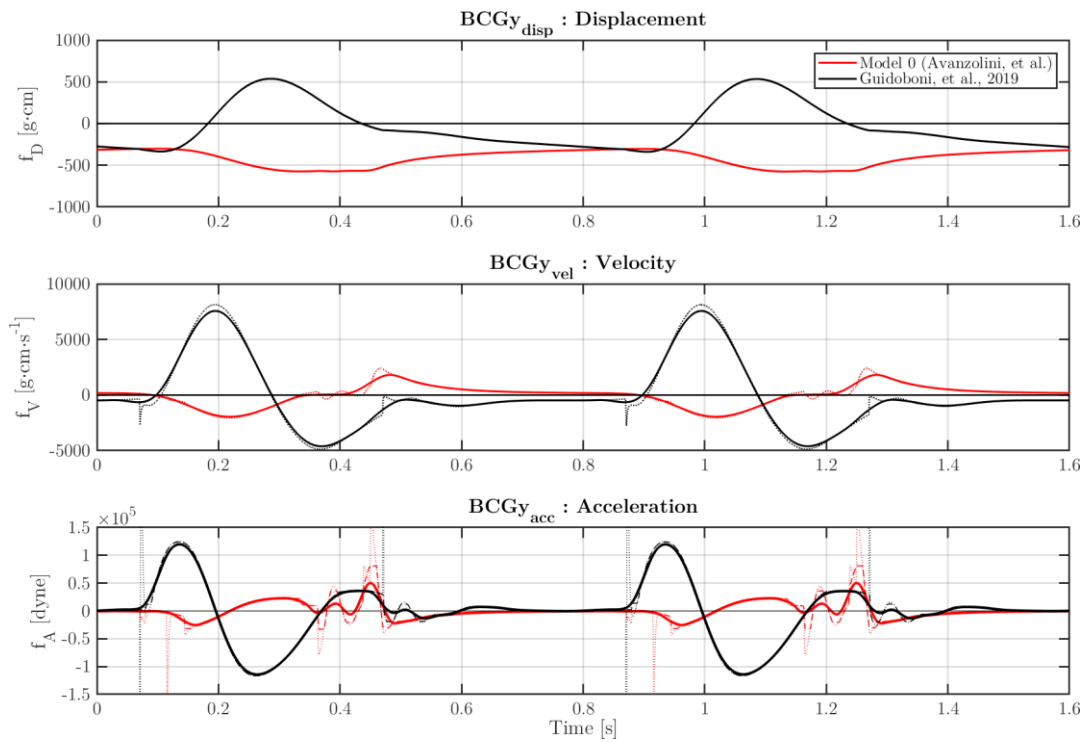 BCGy_disp : Displacement
f_D [g·cm]
1000
500
0
-500
-1000
Model 0 (Avanzolini, et al.)
Guidoboni, et al., 2019
0 0.2 0.4 0.6 0.8 1 1.2 1.4 1.6
BCGy_vel : Velocity
f_V [g·cm·s^-1]
10000
5000
0
-5000
0 0.2 0.4 0.6 0.8 1 1.2 1.4 1.6
BCGy_acc : Acceleration
×10^5
f_A [dyne]
1.5
1
0.5
0
-0.5
-1
-1.5
0 0.2 0.4 0.6 0.8 1 1.2 1.4 1.6
Time [s]